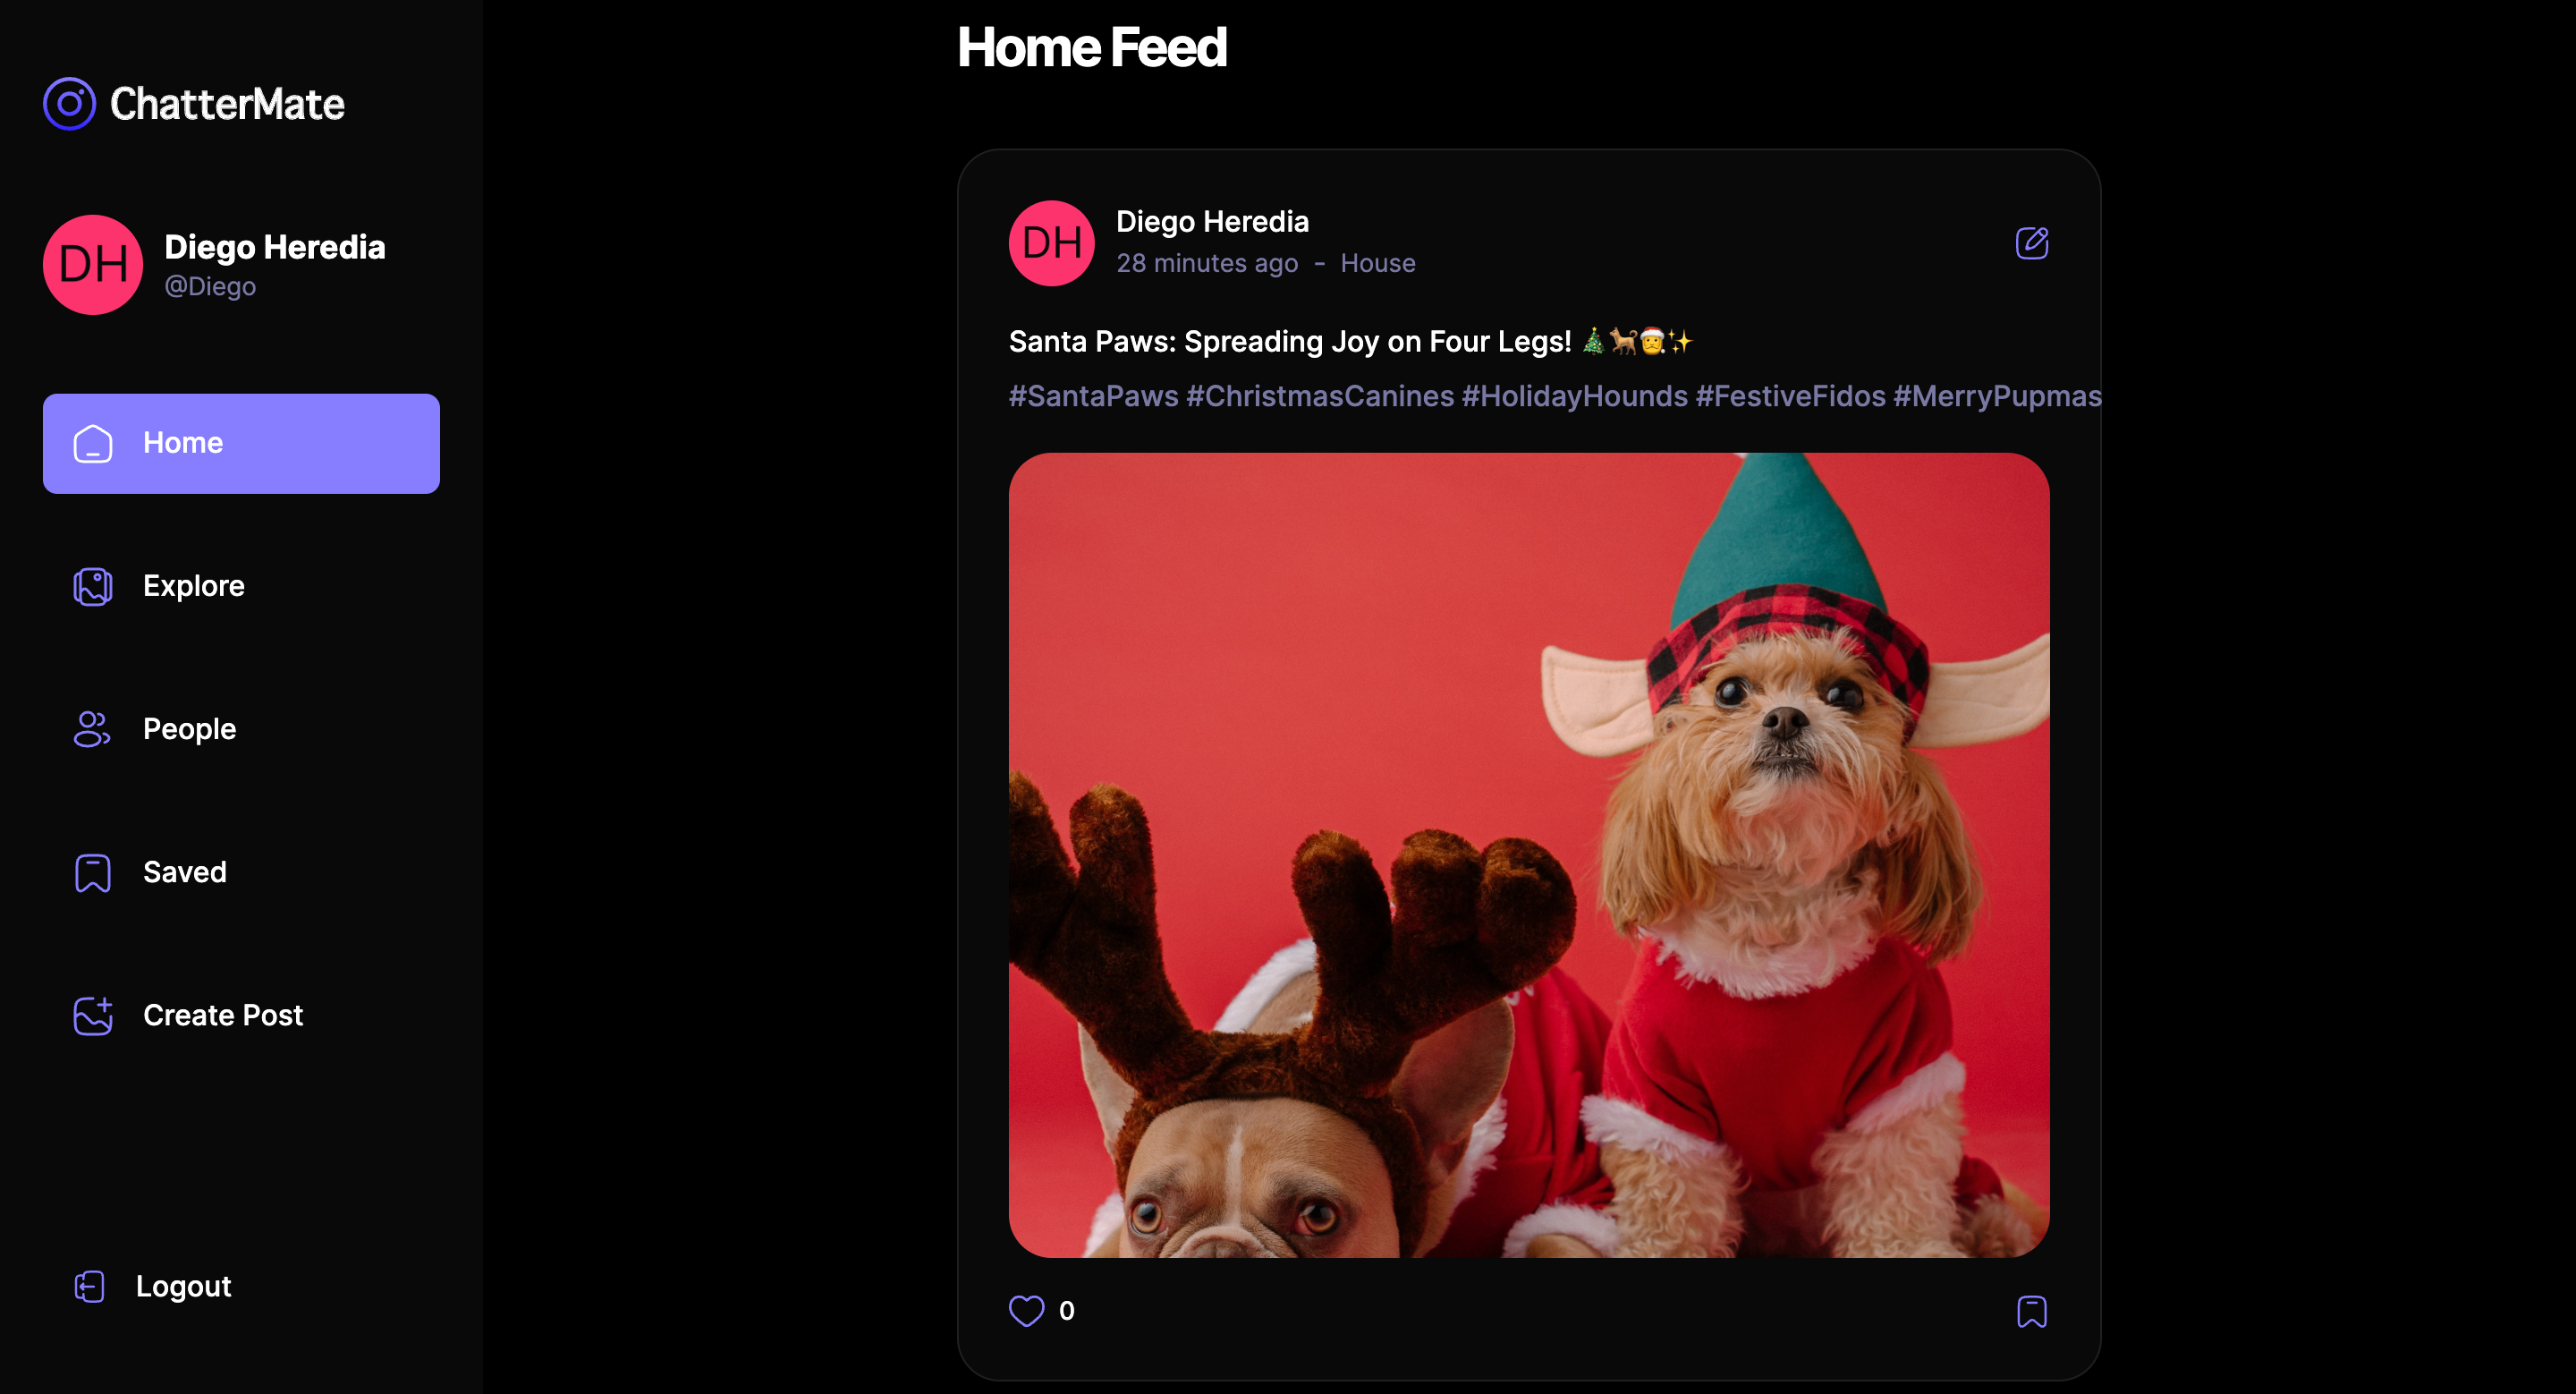 ChatterMate
DH
Diego Heredia
@Diego
Home
Explore
People
Saved
Create Post
Logout
Home Feed
DH
Diego Heredia
28 minutes ago - House
Santa Paws: Spreading Joy on Four Legs! 🎄🐕🎅✨
#SantaPaws #ChristmasCanines #HolidayHounds #FestiveFidos #MerryPupmas
0